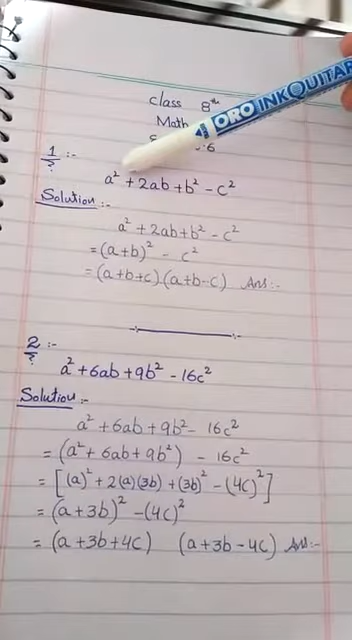 class 8th
Math
ORO INKQUITAR
.6
1 :-
?
a² + 2ab + b² - c²
Solution :-
a² + 2ab + b² - c²
= (a+b)² - c²
= (a+b+c) (a+b-c) Ans:-
2 :-
?
a² + 6ab + 9b² - 16c²
Solution :-
a² + 6ab + 9b² - 16c²
= (a² + 6ab + 9b²) - 16c²
= [(a)² + 2(a)(3b) + (3b)² - (4c)²]
= (a + 3b)² - (4c)²
= (a + 3b + 4c) (a + 3b - 4c) Ans:-